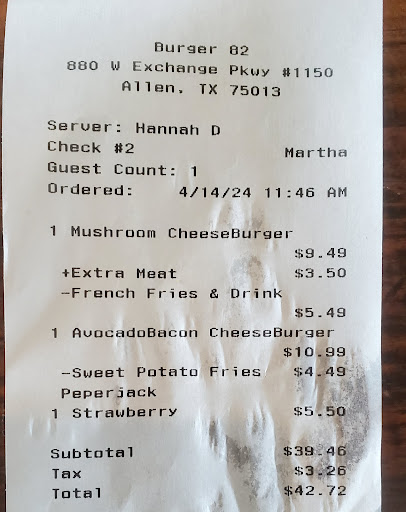 Burger 82
880 W Exchange Pkwy #1150
Allen, TX 75013
Server: Hannah D
Check #2 Martha
Guest Count: 1
Ordered: 4/14/24 11:46 AM
1 Mushroom CheeseBurger
$9.49
+Extra Meat $3.50
-French Fries & Drink
$5.49
1 AvocadoBacon CheeseBurger
$10.99
-Sweet Potato Fries $4.49
Peperjack
1 Strawberry $5.50
Subtotal $39.46
Tax $3.26
Total $42.72